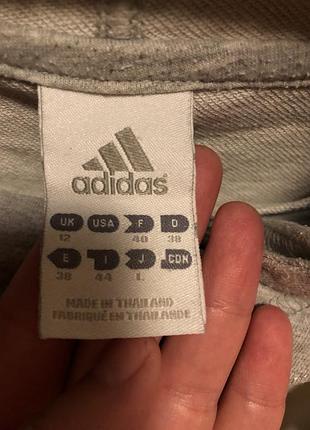 adidas
UK USA F D
12 40 38
E I J CDN
38 44 L
MADE IN THAILAND
FABRIQUÉ EN THAILANDE